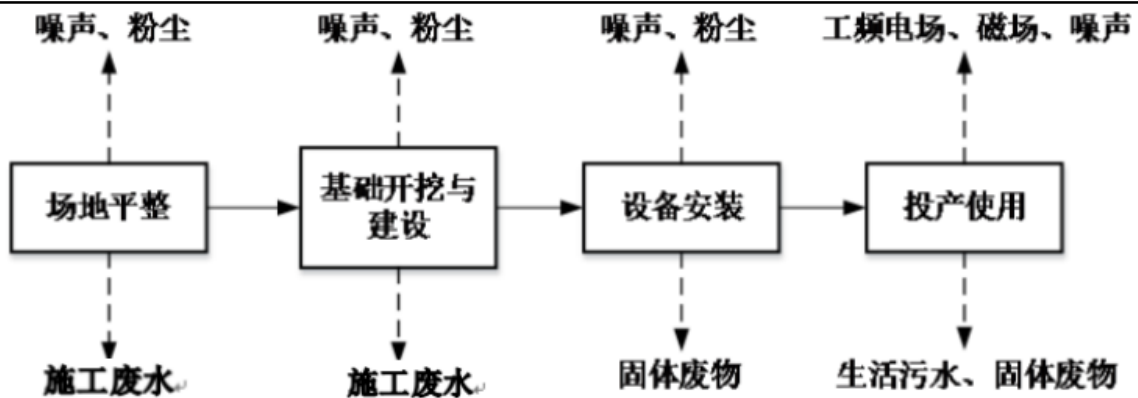 噪声、粉尘
噪声、粉尘
噪声、粉尘
工频电场、磁场、噪声
场地平整
基础开挖与
建设
设备安装
投产使用
施工废水
施工废水
固体废物
生活污水、固体废物